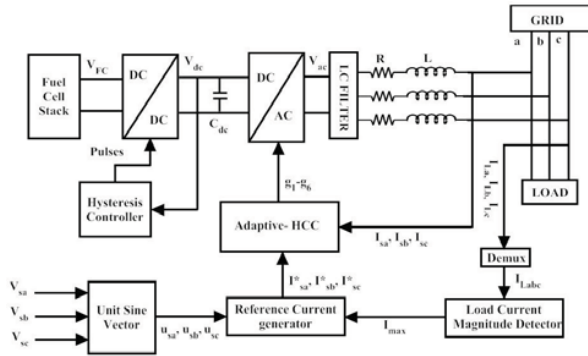 GRID
a b c
Fuel
Cell
Stack
V_FC
DC
DC
V_dc
C_dc
DC
AC
V_ac
LC FILTER
R L
Pulses
Hysteresis
Controller
g1-g6
Adaptive- HCC
I_sa, I_sb, I_sc
I_La, I_Lb, I_Lc
LOAD
Demux
I_Labc
I*_sa, I*_sb, I*_sc
V_sa
V_sb
V_sc
Unit Sine
Vector
u_sa, u_sb, u_sc
Reference Current
generator
I_max
Load Current
Magnitude Detector